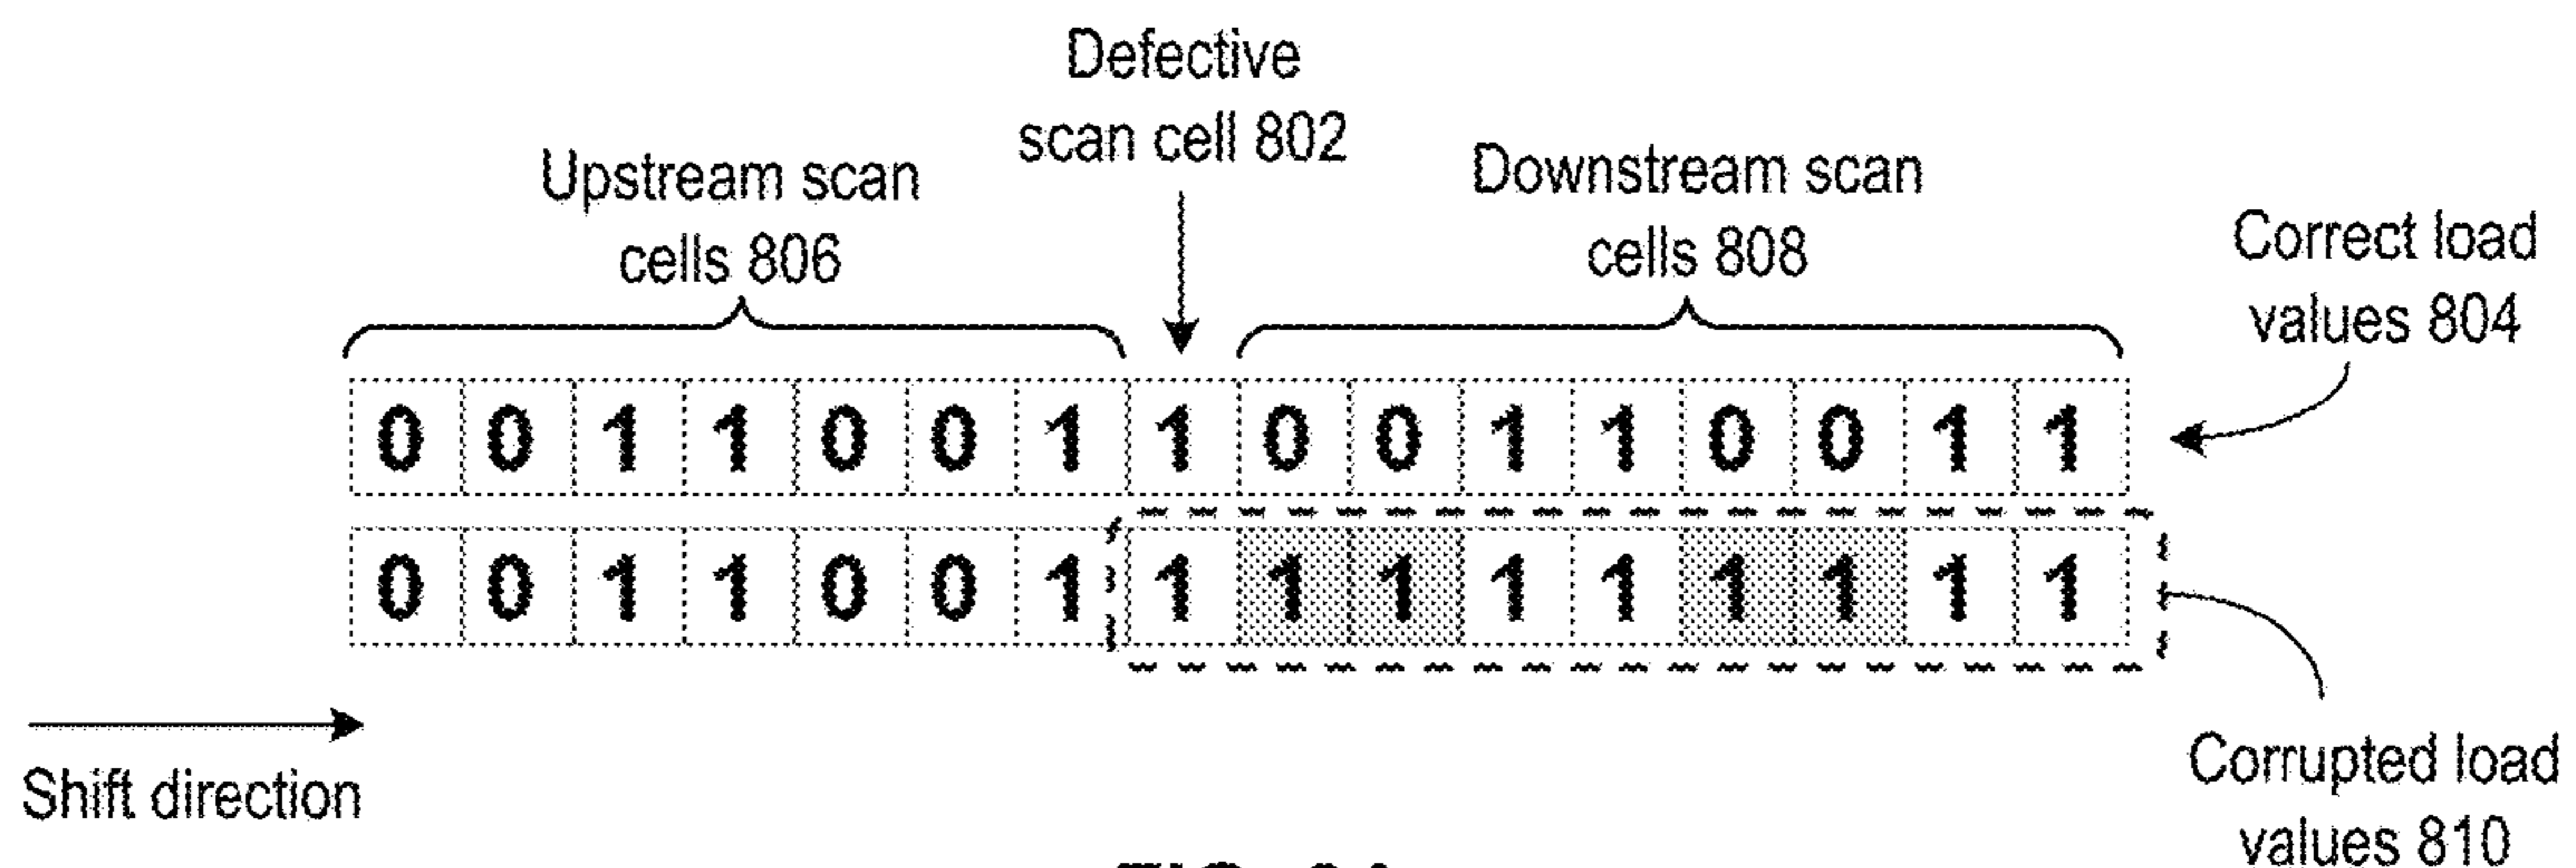 Defective
scan cell 802
Upstream scan
cells 806
Downstream scan
cells 808
Correct load
values 804
0 0 1 1 0 0 1 1 0 0 1 1 0 0 1 1
0 0 1 1 0 0 1 1 1 1 1 1 1 1 1 1
Shift direction
Corrupted load
values 810